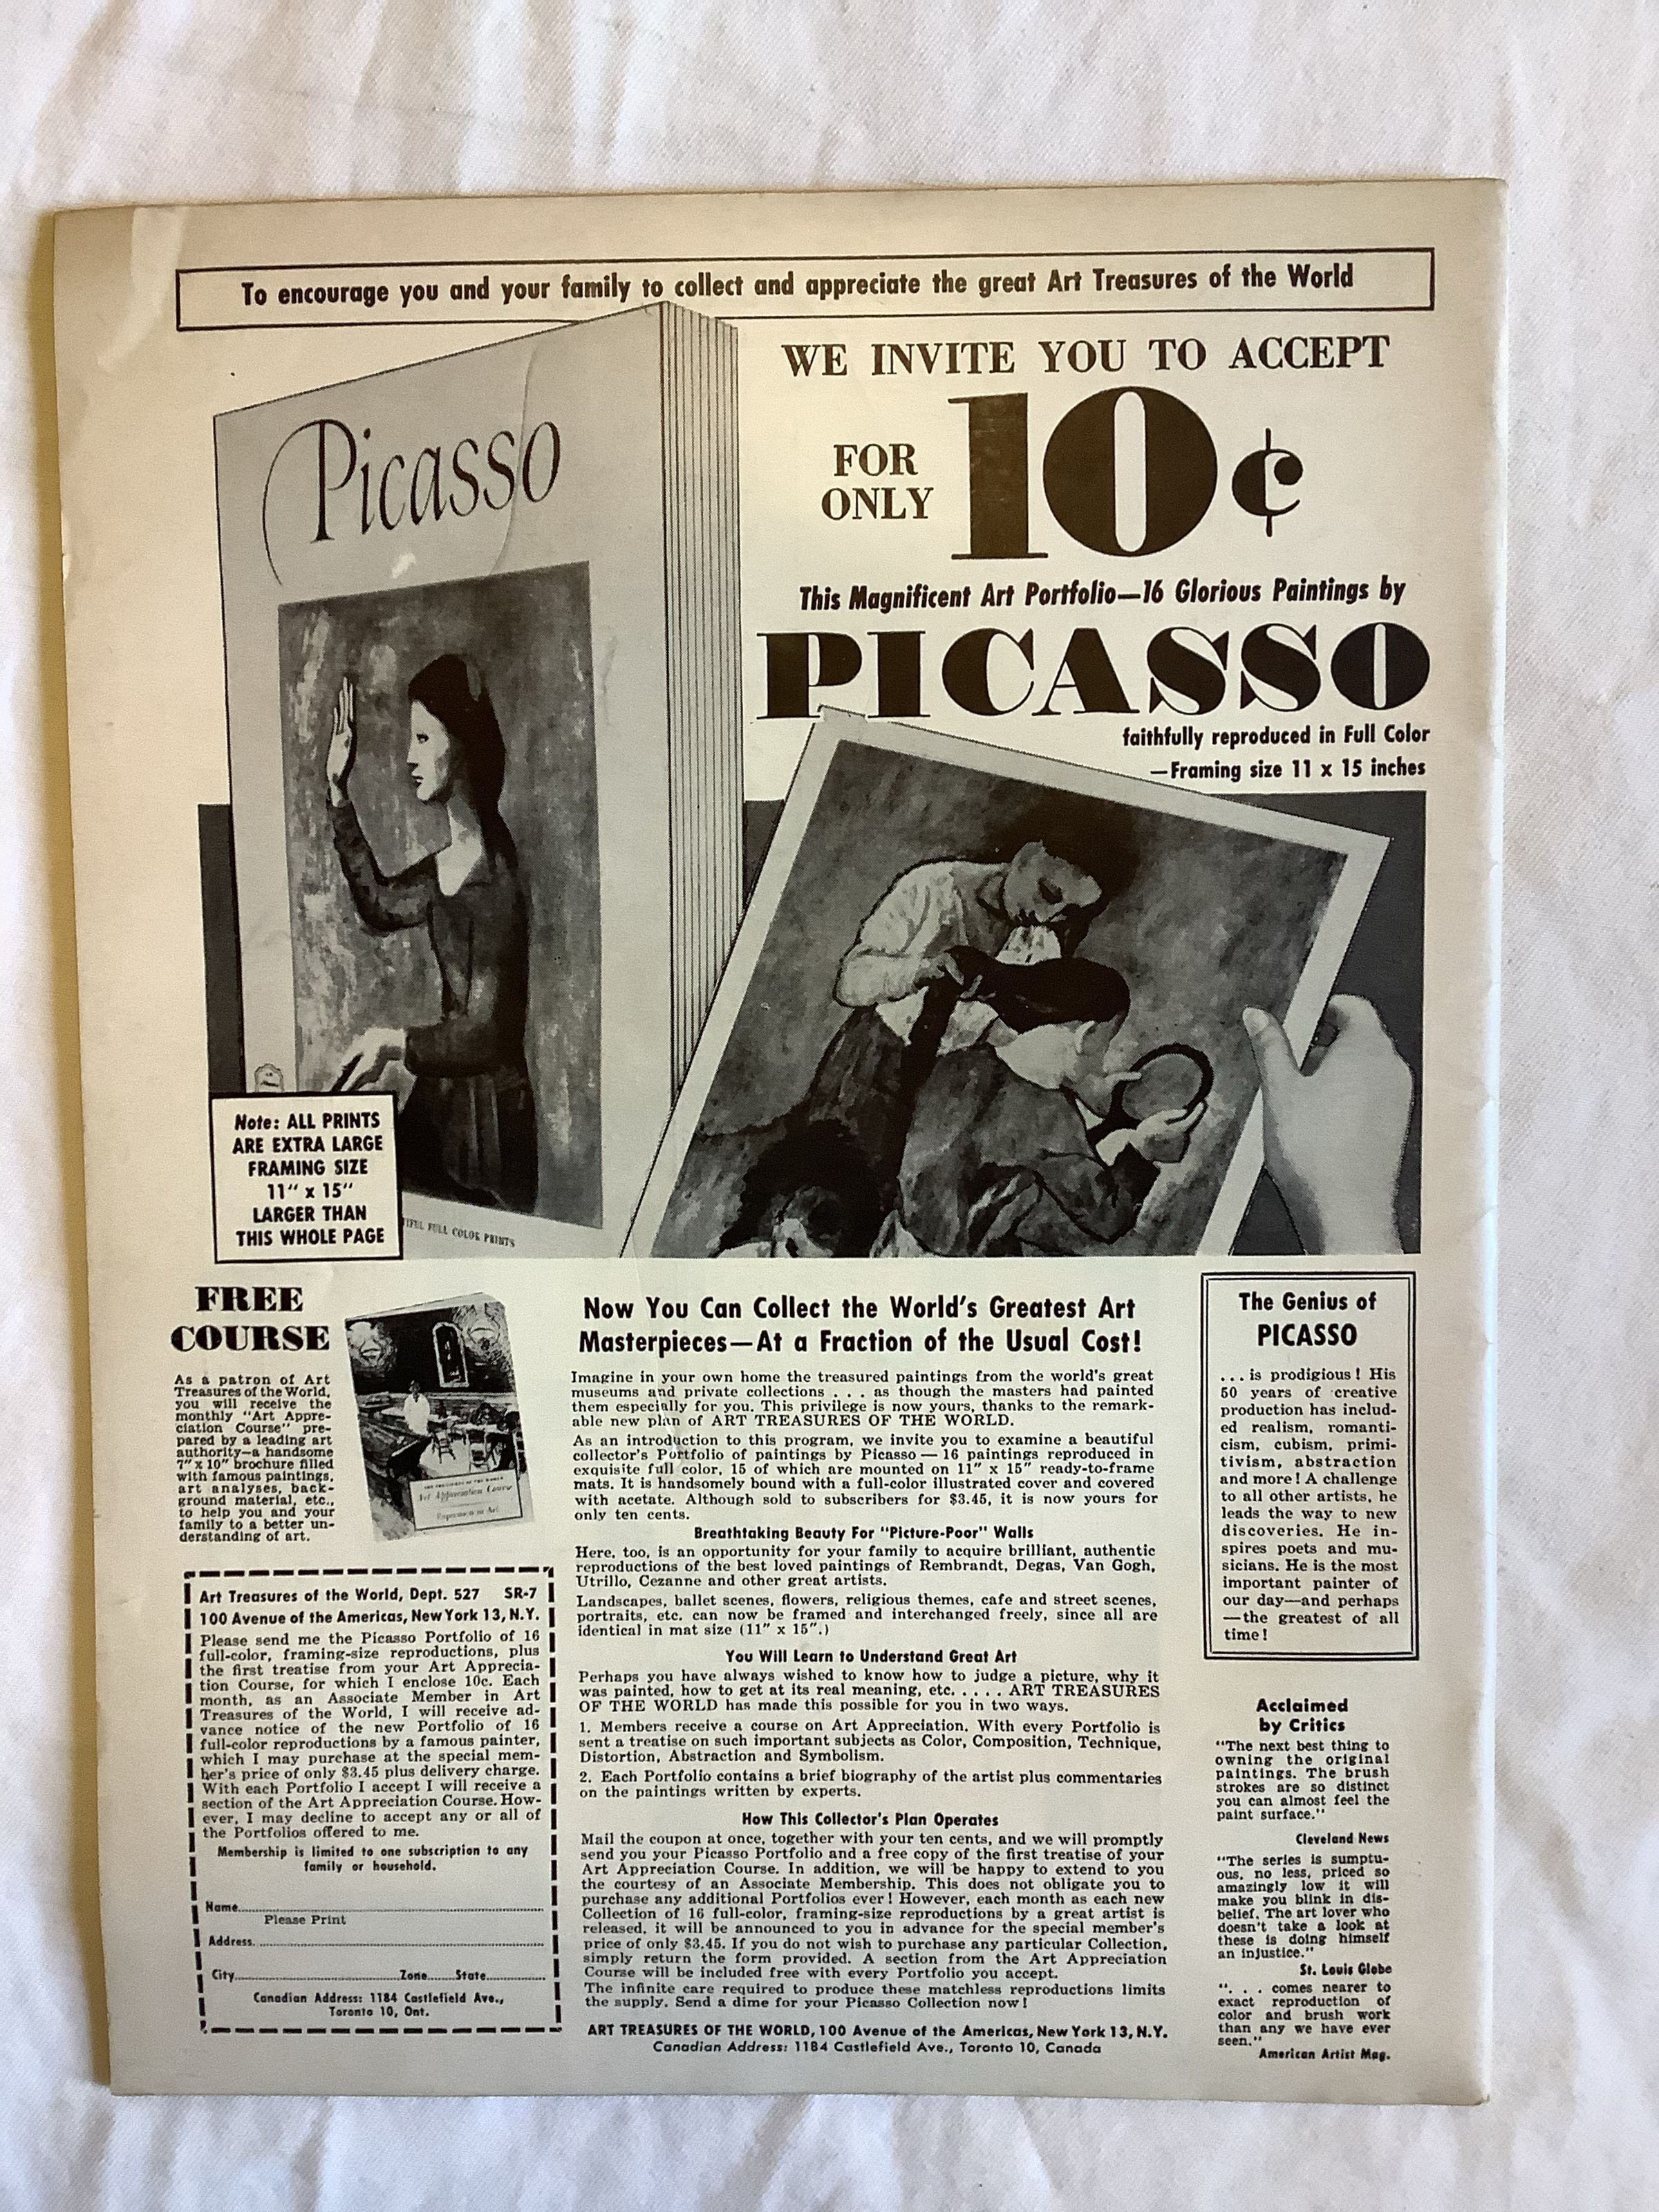 To encourage you and your family to collect and appreciate the great Art Treasures of the World
Picasso
WE INVITE YOU TO ACCEPT
FOR
ONLY
10¢
This Magnificent Art Portfolio—16 Glorious Paintings by
PICASSO
faithfully reproduced in Full Color
—Framing size 11 x 15 inches
Note: ALL PRINTS
ARE EXTRA LARGE
FRAMING SIZE
11" x 15"
LARGER THAN
THIS WHOLE PAGE
FULL COLOR PRINTS
FREE
COURSE
As a patron of Art
Treasures of the World,
you will receive the
monthly "Art Appre-
ciation Course" pre-
pared by a leading art
authority—a handsome
7" x 10" brochure filled
with famous paintings,
art analyses, back-
ground material, etc.,
to help you and your
family to a better un-
derstanding of art.
Art Appreciation Course
Art Treasures of the World, Dept. 527 SR-7
100 Avenue of the Americas, New York 13, N.Y.
Please send me the Picasso Portfolio of 16
full-color, framing-size reproductions, plus
the first treatise from your Art Apprecia-
tion Course, for which I enclose 10c. Each
month, as an Associate Member in Art
Treasures of the World, I will receive ad-
vance notice of the new Portfolio of 16
full-color reproductions by a famous painter,
which I may purchase at the special mem-
ber's price of only $3.45 plus delivery charge.
With each Portfolio I accept I will receive a
section of the Art Appreciation Course. How-
ever, I may decline to accept any or all of
the Portfolios offered to me.
Membership is limited to one subscription to any
family or household.
Name
Please Print
Address
City Zone State
Canadian Address: 1184 Castlefield Ave.,
Toronto 10, Ont.
Now You Can Collect the World's Greatest Art
Masterpieces—At a Fraction of the Usual Cost!
Imagine in your own home the treasured paintings from the world's great
museums and private collections . . . as though the masters had painted
them especially for you. This privilege is now yours, thanks to the remark-
able new plan of ART TREASURES OF THE WORLD.
As an introduction to this program, we invite you to examine a beautiful
collector's Portfolio of paintings by Picasso — 16 paintings reproduced in
exquisite full color, 15 of which are mounted on 11" x 15" ready-to-frame
mats. It is handsomely bound with a full-color illustrated cover and covered
with acetate. Although sold to subscribers for $3.45, it is now yours for
only ten cents.
Breathtaking Beauty For "Picture-Poor" Walls
Here, too, is an opportunity for your family to acquire brilliant, authentic
reproductions of the best loved paintings of Rembrandt, Degas, Van Gogh,
Utrillo, Cezanne and other great artists.
Landscapes, ballet scenes, flowers, religious themes, cafe and street scenes,
portraits, etc. can now be framed and interchanged freely, since all are
identical in mat size (11" x 15".)
You Will Learn to Understand Great Art
Perhaps you have always wished to know how to judge a picture, why it
was painted, how to get at its real meaning, etc. . . . . ART TREASURES
OF THE WORLD has made this possible for you in two ways.
1. Members receive a course on Art Appreciation. With every Portfolio is
sent a treatise on such important subjects as Color, Composition, Technique,
Distortion, Abstraction and Symbolism.
2. Each Portfolio contains a brief biography of the artist plus commentaries
on the paintings written by experts.
How This Collector's Plan Operates
Mail the coupon at once, together with your ten cents, and we will promptly
send you your Picasso Portfolio and a free copy of the first treatise of your
Art Appreciation Course. In addition, we will be happy to extend to you
the courtesy of an Associate Membership. This does not obligate you to
purchase any additional Portfolios ever! However, each month as each new
Collection of 16 full-color, framing-size reproductions by a great artist is
released, it will be announced to you in advance for the special member's
price of only $3.45. If you do not wish to purchase any particular Collection,
simply return the form provided. A section from the Art Appreciation
Course will be included free with every Portfolio you accept.
The infinite care required to produce these matchless reproductions limits
the supply. Send a dime for your Picasso Collection now!
ART TREASURES OF THE WORLD, 100 Avenue of the Americas, New York 13, N.Y.
Canadian Address: 1184 Castlefield Ave., Toronto 10, Canada
The Genius of
PICASSO
. . . is prodigious! His
50 years of creative
production has includ-
ed realism, romanti-
cism, cubism, primi-
tivism, abstraction
and more! A challenge
to all other artists, he
leads the way to new
discoveries. He in-
spires poets and mu-
sicians. He is the most
important painter of
our day—and perhaps
—the greatest of all
time!
Acclaimed
by Critics
"The next best thing to
owning the original
paintings. The brush
strokes are so distinct
you can almost feel the
paint surface."
Cleveland News
"The series is sumptu-
ous, no less, priced so
amazingly low it will
make you blink in dis-
belief. The art lover who
doesn't take a look at
these is doing himself
an injustice."
St. Louis Globe
". . . comes nearer to
exact reproduction of
color and brush work
than any we have ever
seen."
American Artist Mag.